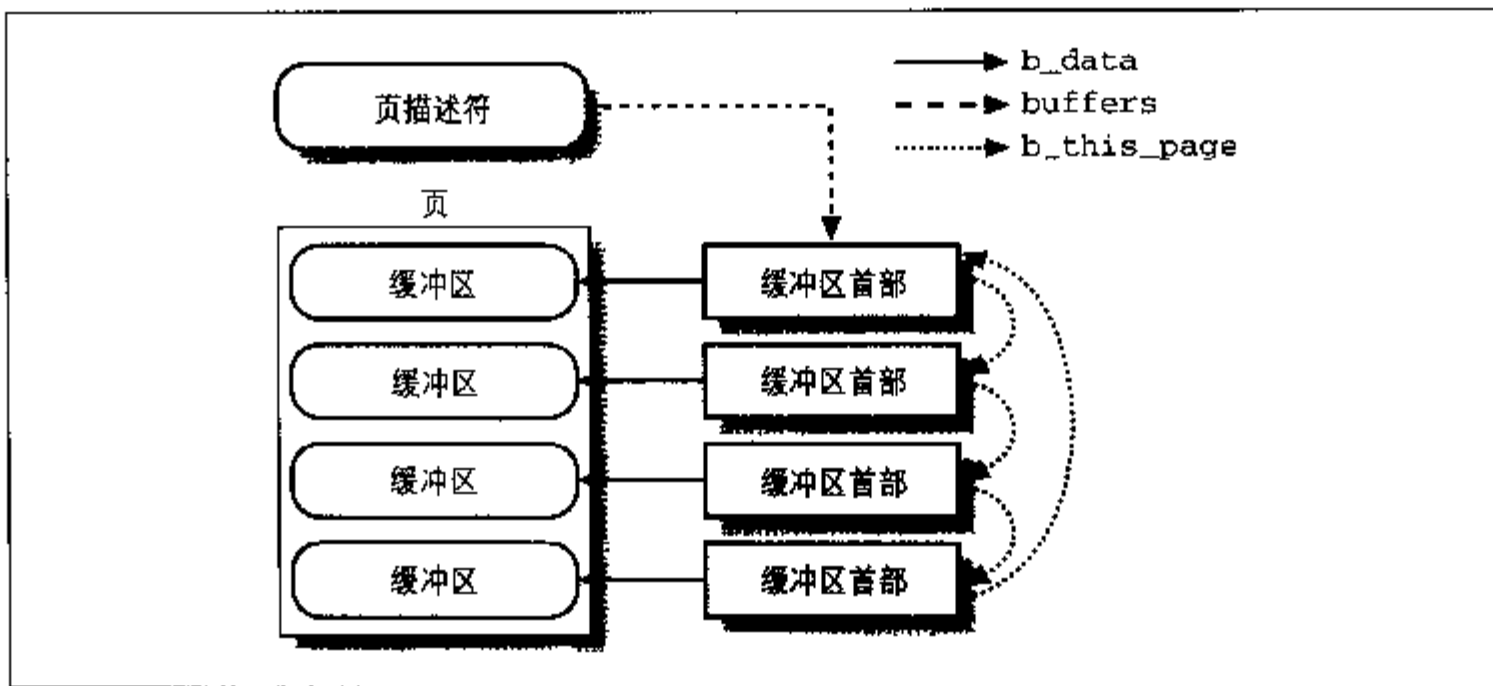 页描述符
b_data
buffers
b_this_page
页
缓冲区
缓冲区首部
缓冲区
缓冲区首部
缓冲区
缓冲区首部
缓冲区
缓冲区首部